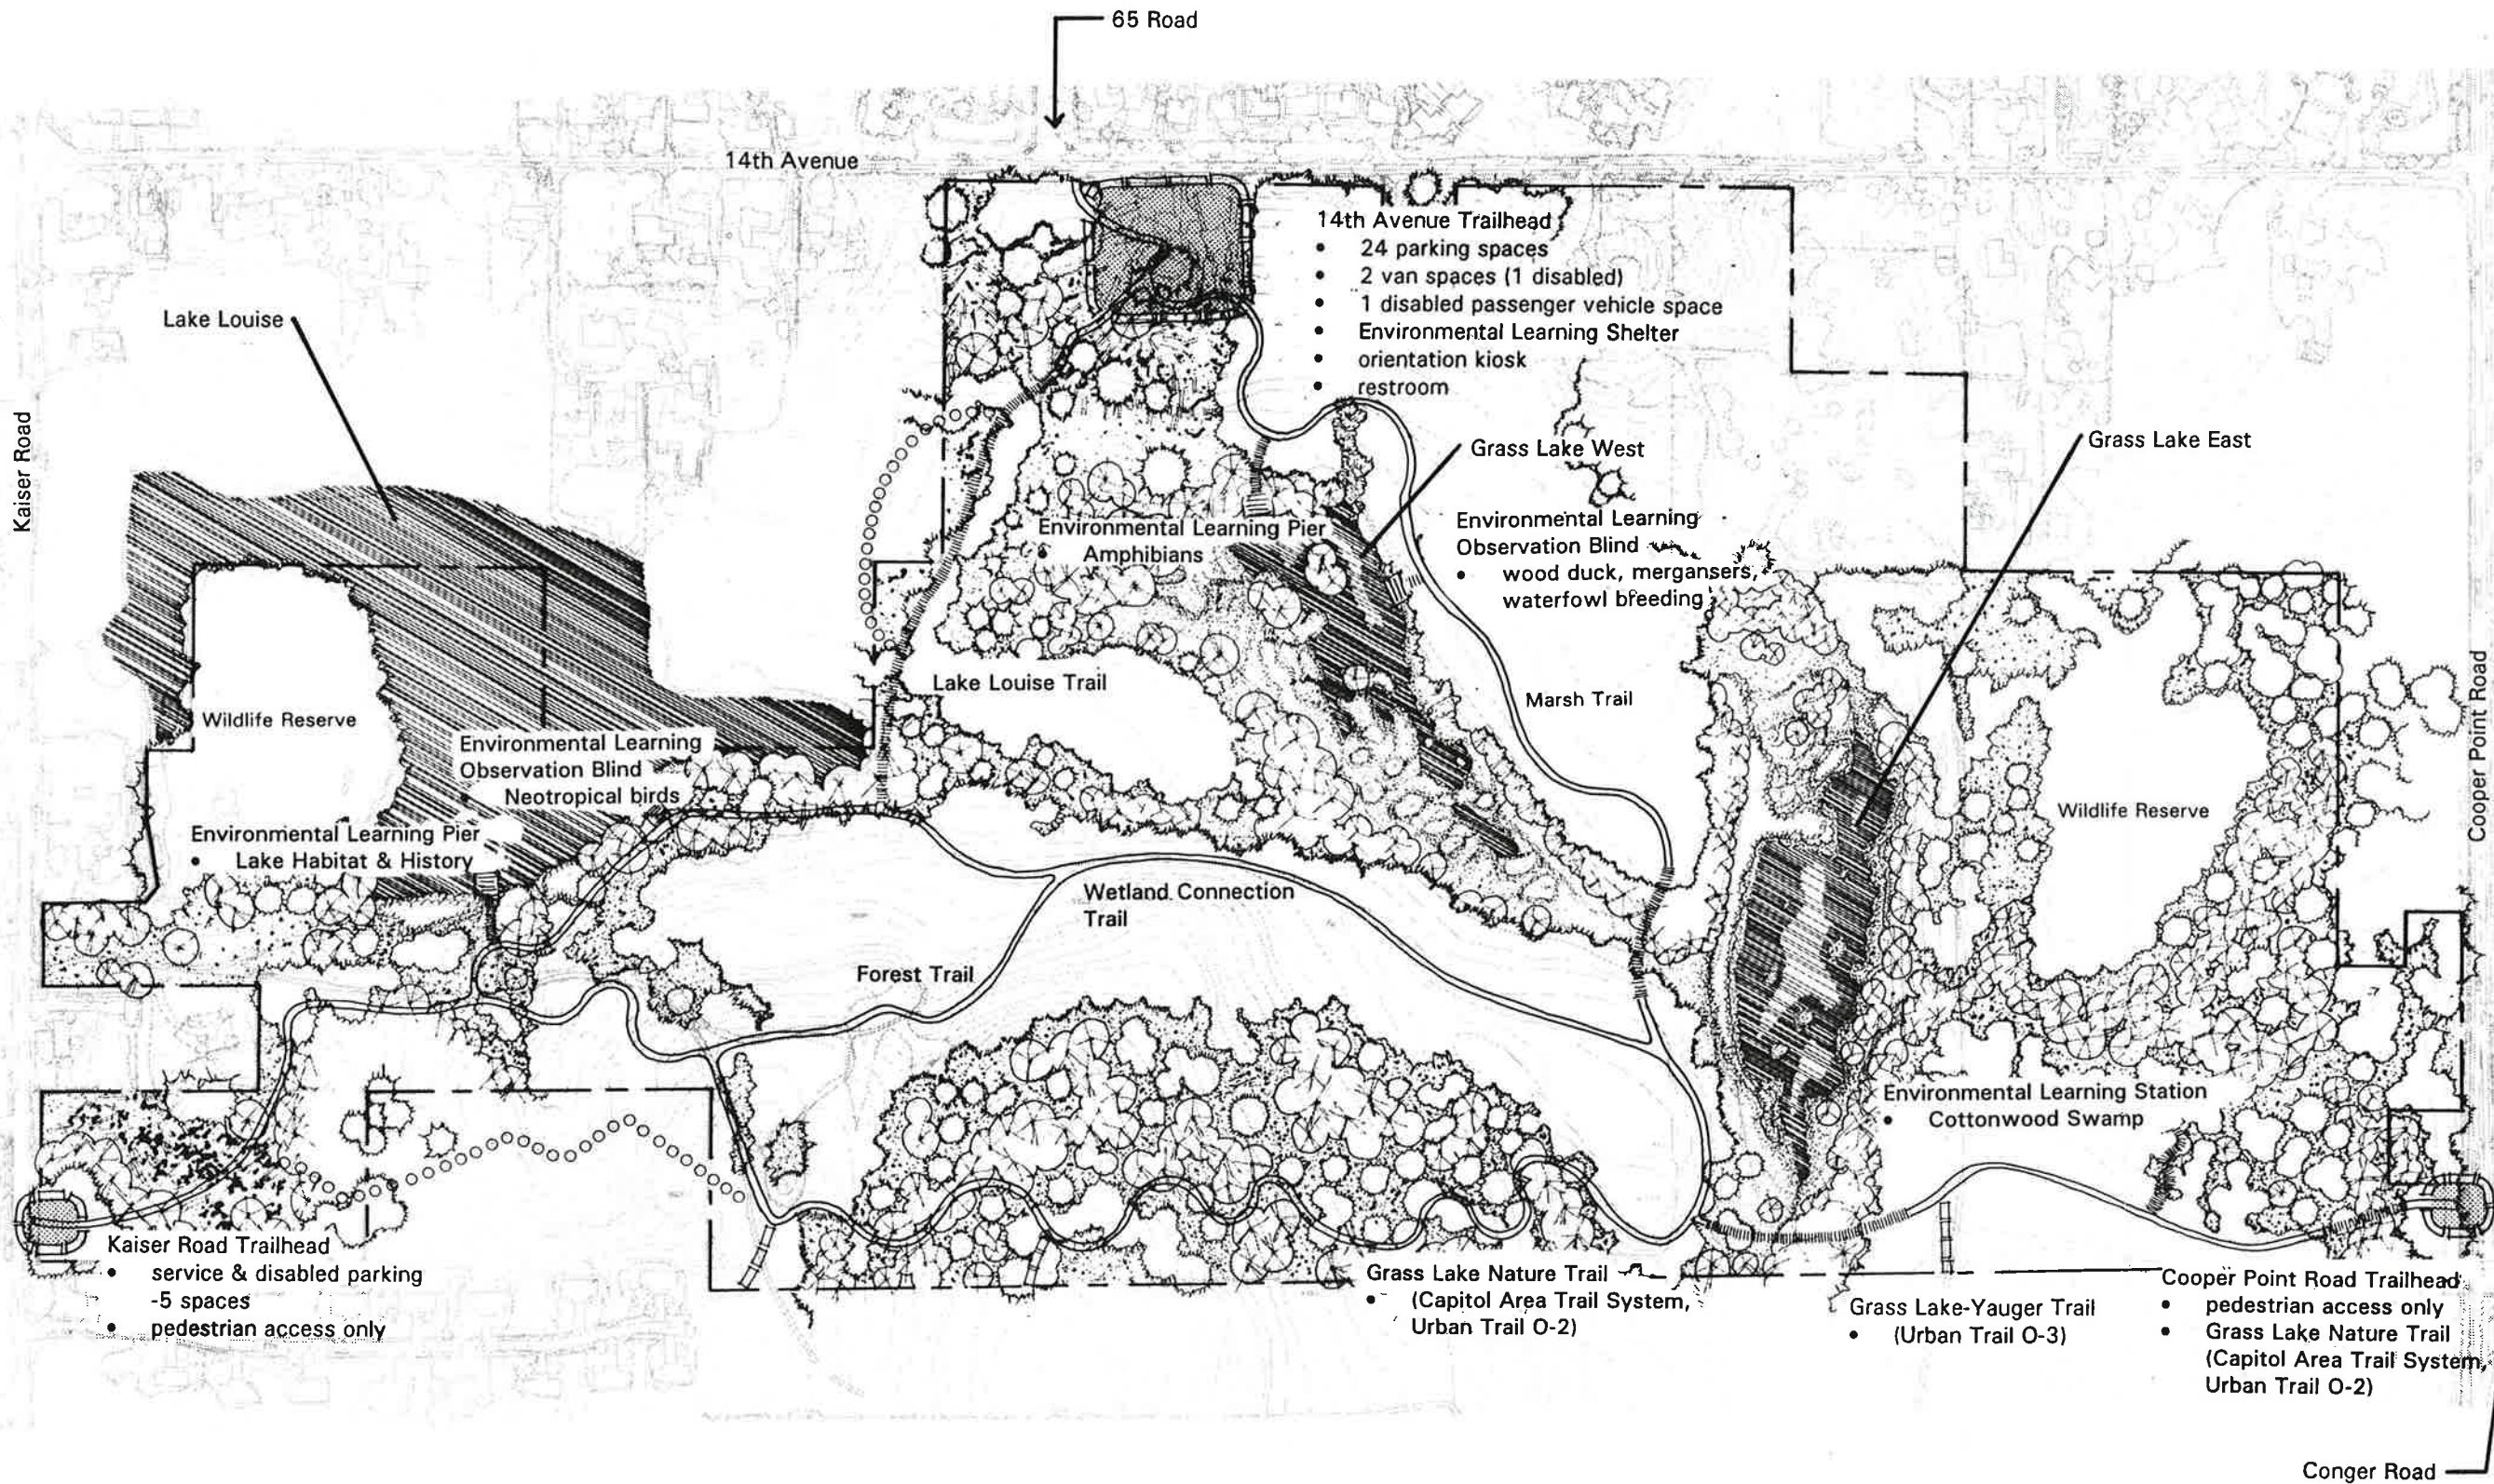 65 Road
14th Avenue
14th Avenue Trailhead
• 24 parking spaces
• 2 van spaces (1 disabled)
• 1 disabled passenger vehicle space
• Environmental Learning Shelter
• orientation kiosk
• restroom
Lake Louise
Kaiser Road
Grass Lake West
Grass Lake East
Environmental Learning Pier
• Amphibians
Environmental Learning
Observation Blind
• wood duck, mergansers,
waterfowl breeding
Lake Louise Trail
Marsh Trail
Cooper Point Road
Wildlife Reserve
Environmental Learning
Observation Blind
• Neotropical birds
Wildlife Reserve
Environmental Learning Pier
• Lake Habitat & History
Wetland Connection
Trail
Forest Trail
Environmental Learning Station
• Cottonwood Swamp
Kaiser Road Trailhead
• service & disabled parking
-5 spaces
• pedestrian access only
Grass Lake Nature Trail
• (Capitol Area Trail System,
Urban Trail O-2)
Grass Lake-Yauger Trail
• (Urban Trail O-3)
Cooper Point Road Trailhead
• pedestrian access only
• Grass Lake Nature Trail
(Capitol Area Trail System,
Urban Trail O-2)
Conger Road